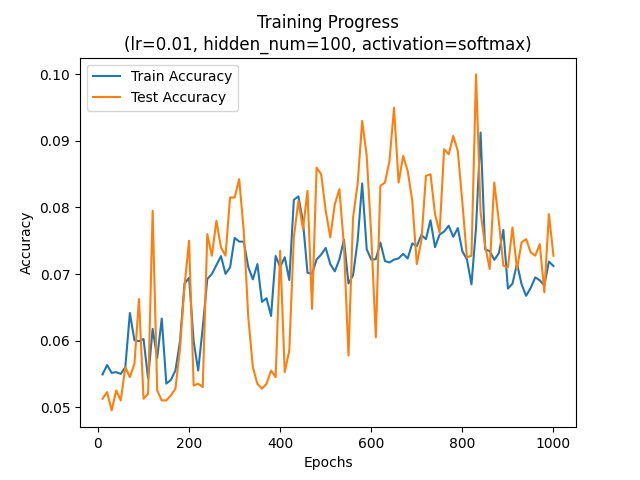 Training Progress
(lr=0.01, hidden_num=100, activation=softmax)
Train Accuracy
Test Accuracy
0.10
0.09
0.08
0.07
0.06
0.05
Accuracy
0
200
400
600
800
1000
Epochs